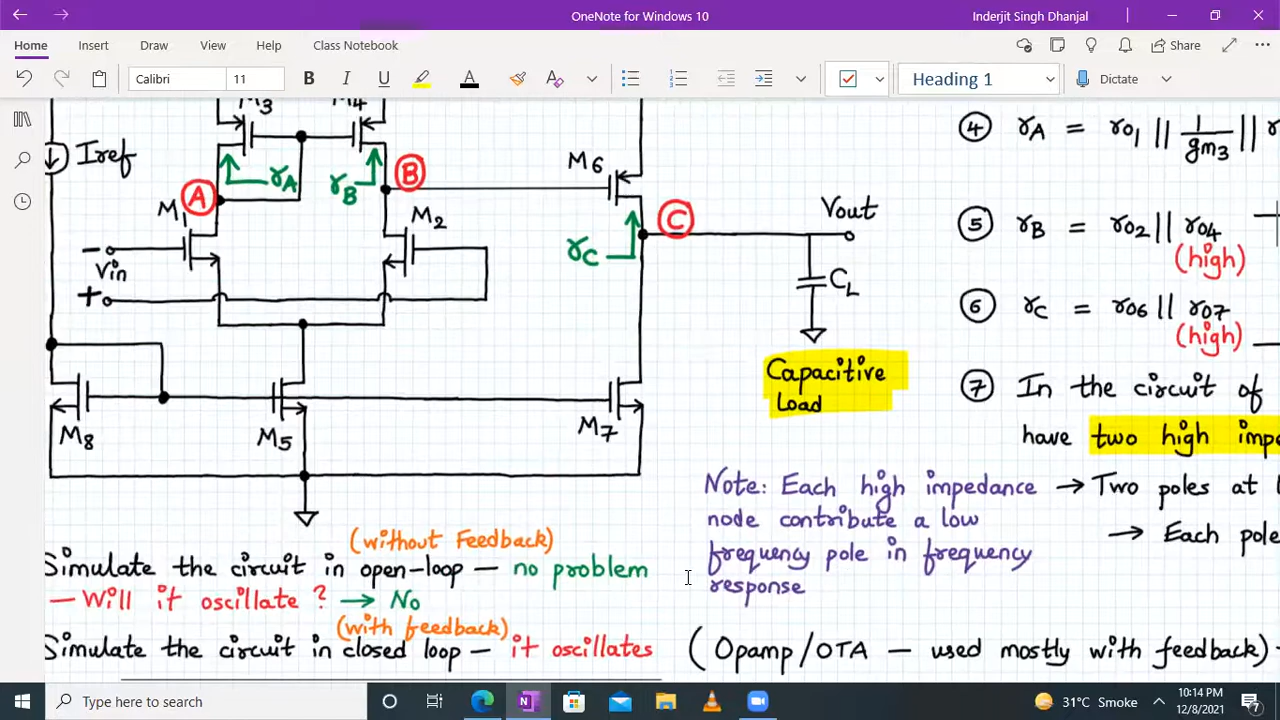 OneNote for Windows 10
Inderjit Singh Dhanjal
Home Insert Draw View Help Class Notebook
Share
Calibri 11 B I U A Heading 1 Dictate
M3 M4
Iref
rA
rB
A
B
M6
M1
M2
C
rC
Vout
− Vin
+
CL
Capacitive
Load
M8
M5
M7
④ rA = ro1 || 1/gm3 ||
⑤ rB = ro2 || ro4
(high)
⑥ rC = ro6 || ro7
(high)
⑦ In the circuit of
have two high
Note: Each high impedance → Two poles at
node contribute a low
→ Each pole
frequency pole in frequency
response
(without Feedback)
Simulate the circuit in open-loop — no problem
— Will it oscillate ? → No
(with feedback)
Simulate the circuit in closed loop — it oscillates
(Opamp/OTA — used mostly with feedback)
Type here to search
31°C Smoke
10:14 PM
12/8/2021
7